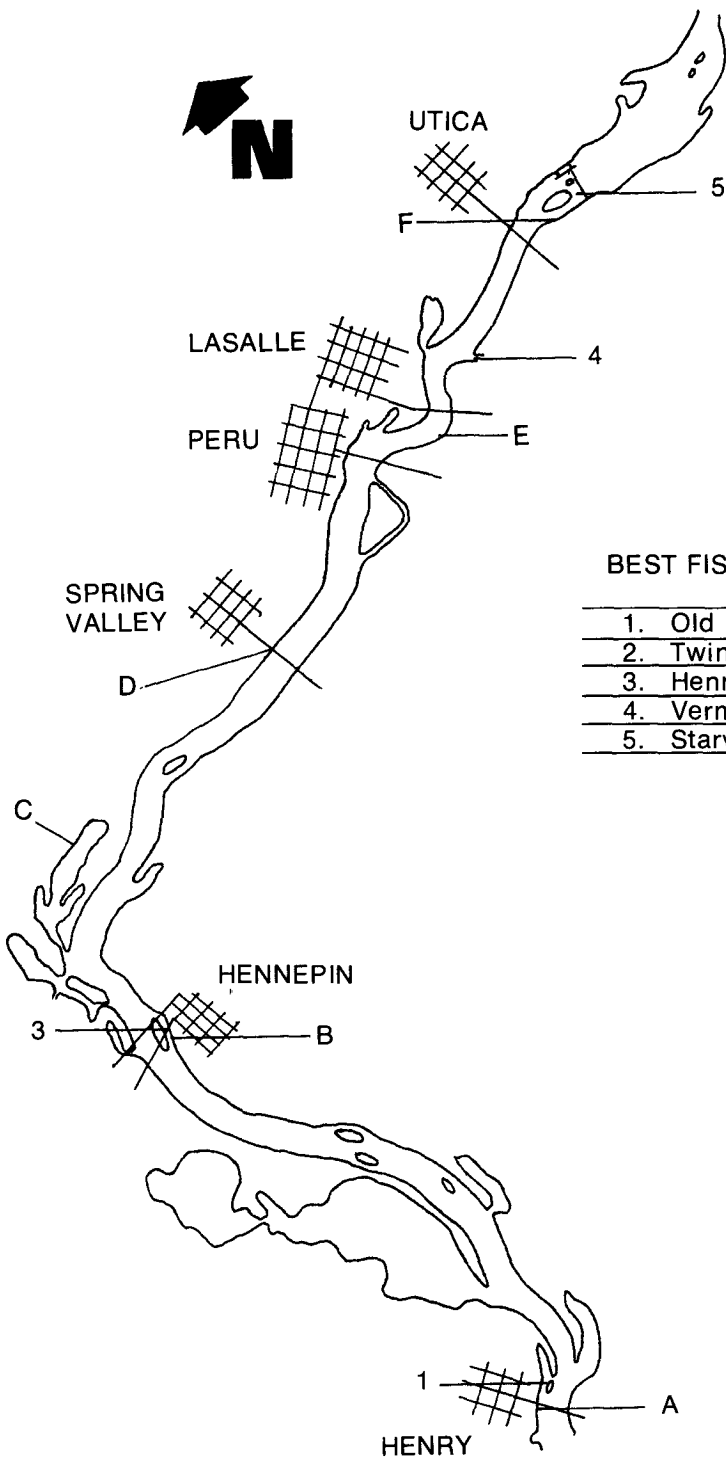 N
UTICA
5
F
LASALLE
4
PERU
E
BEST FIS
SPRING
VALLEY
1. Old
2. Twin
3. Henn
4. Verm
5. Starv
D
C
HENNEPIN
3
B
1
A
HENRY